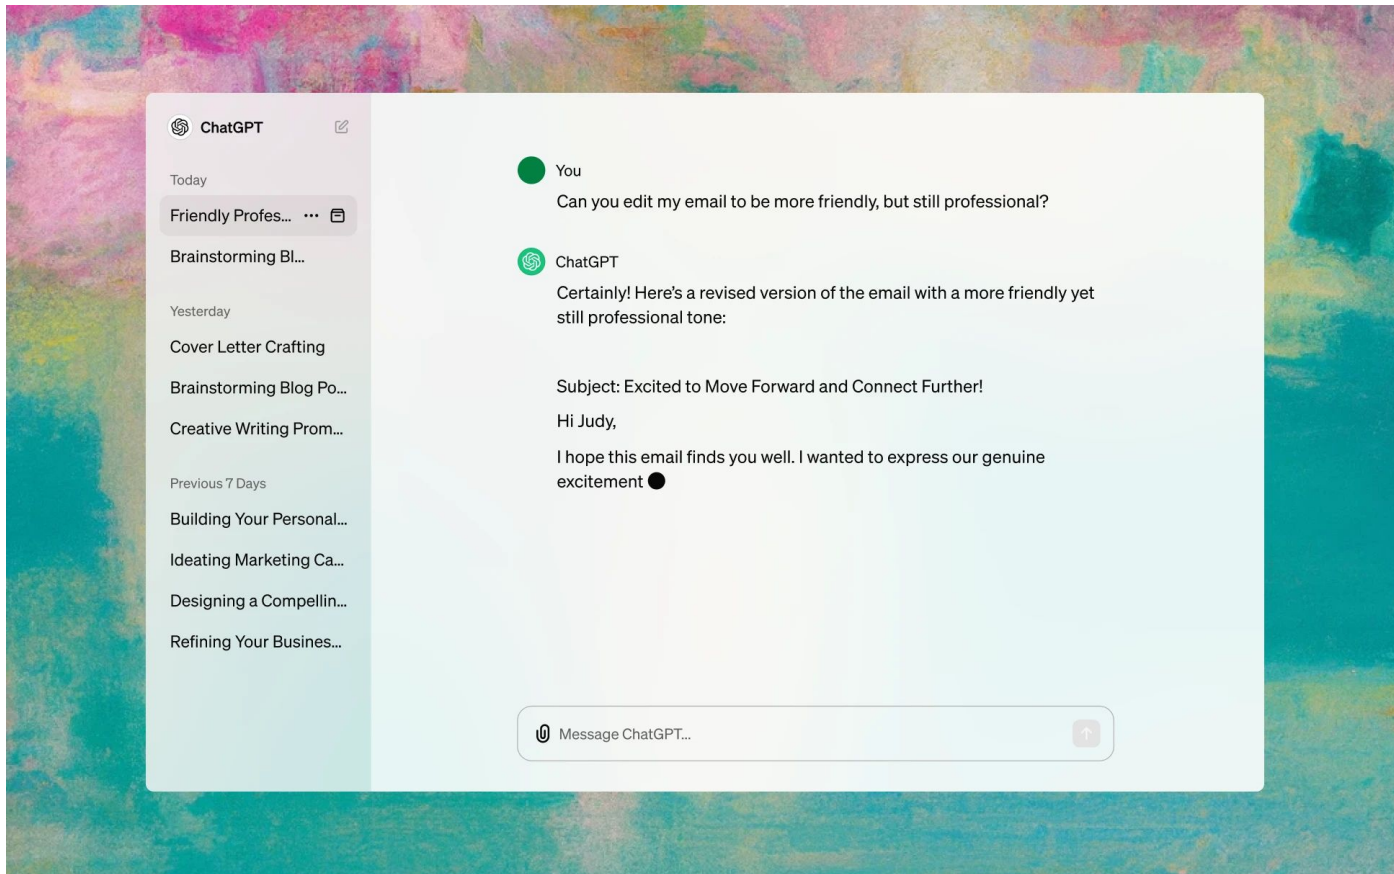 ChatGPT
Today
Friendly Profes...
Brainstorming Bl...
Yesterday
Cover Letter Crafting
Brainstorming Blog Po...
Creative Writing Prom...
Previous 7 Days
Building Your Personal...
Ideating Marketing Ca...
Designing a Compellin...
Refining Your Busines...
You
Can you edit my email to be more friendly, but still professional?
ChatGPT
Certainly! Here’s a revised version of the email with a more friendly yet
still professional tone:
Subject: Excited to Move Forward and Connect Further!
Hi Judy,
I hope this email finds you well. I wanted to express our genuine
excitement
Message ChatGPT...